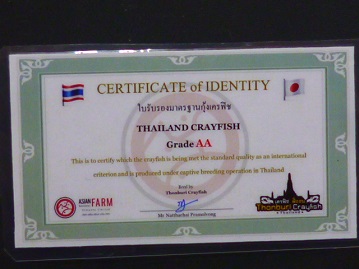 CERTIFICATE of IDENTITY
ใบรับรองมาตรฐานกุ้งเครฟิช
THAILAND CRAYFISH
Grade AA
This is to certify which the crayfish is being met the standard quality as an international
criterion and is produced under captive breeding operation in Thailand
Bred by
Thonburi Crayfish
ASIAN FARM
Thonburi Crayfish
Mr. Natthachai